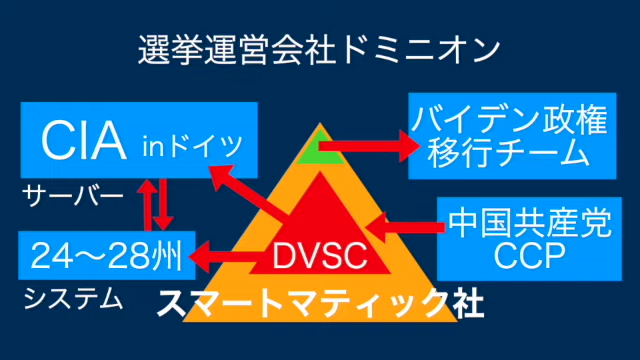 選挙運営会社ドミニオン
CIA inドイツ
サーバー
24〜28州
システム
バイデン政権
移行チーム
中国共産党
CCP
DVSC
スマートマティック社